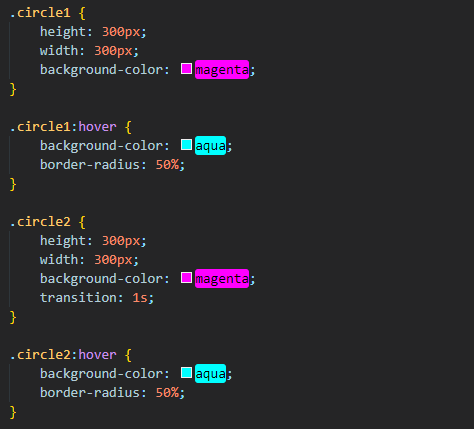 .circle1 {
    height: 300px;
    width: 300px;
    background-color: magenta;
}

.circle1:hover {
    background-color: aqua;
    border-radius: 50%;
}

.circle2 {
    height: 300px;
    width: 300px;
    background-color: magenta;
    transition: 1s;
}

.circle2:hover {
    background-color: aqua;
    border-radius: 50%;
}